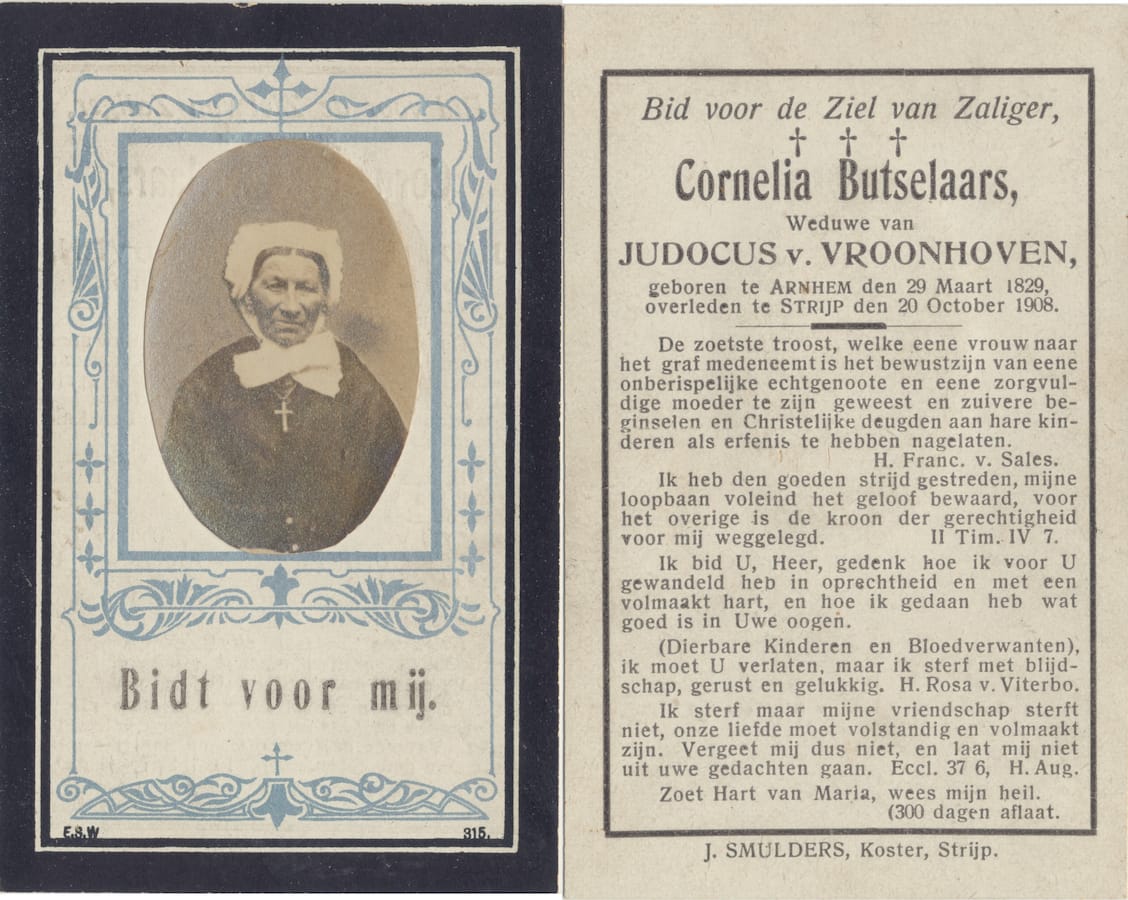 Bidt voor mij.
E.S.W
315.
Bid voor de Ziel van Zaliger,
† † †
Cornelia Butselaars,
Weduwe van
JUDOCUS v. VROONHOVEN,
geboren te ARNHEM den 29 Maart 1829,
overleden te STRIJP den 20 October 1908.
De zoetste troost, welke eene vrouw naar
het graf medeneemt is het bewustzijn van eene
onberispelijke echtgenoote en eene zorgvul-
dige moeder te zijn geweest en zuivere be-
ginselen en Christelijke deugden aan hare kin-
deren als erfenis te hebben nagelaten.
H. Franc. v. Sales.
Ik heb den goeden strijd gestreden, mijne
loopbaan voleind het geloof bewaard, voor
het overige is de kroon der gerechtigheid
voor mij weggelegd. II Tim. IV 7.
Ik bid U, Heer, gedenk hoe ik voor U
gewandeld heb in oprechtheid en met een
volmaakt hart, en hoe ik gedaan heb wat
goed is in Uwe oogen.
(Dierbare Kinderen en Bloedverwanten),
ik moet U verlaten, maar ik sterf met blijd-
schap, gerust en gelukkig. H. Rosa v. Viterbo.
Ik sterf maar mijne vriendschap sterft
niet, onze liefde moet volstandig en volmaakt
zijn. Vergeet mij dus niet, en laat mij niet
uit uwe gedachten gaan. Eccl. 37 6, H. Aug.
Zoet Hart van Maria, wees mijn heil.
(300 dagen aflaat.
J. SMULDERS, Koster, Strijp.